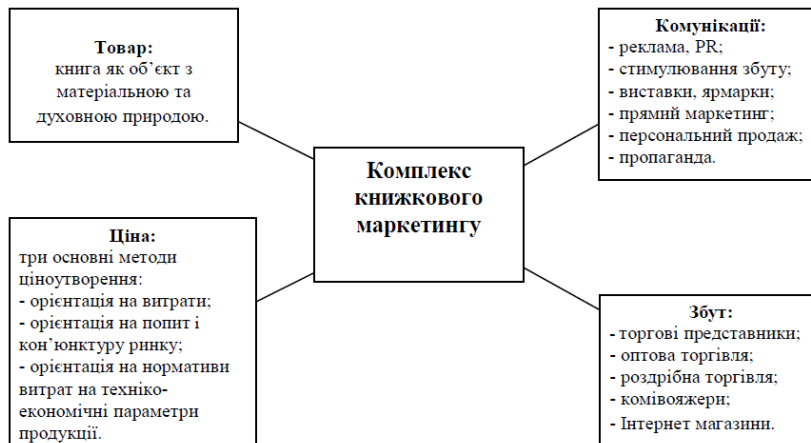 Товар:
книга як об’єкт з
матеріальною та
духовною природою.
Комунікації:
- реклама, PR;
- стимулювання збуту;
- виставки, ярмарки;
- прямий маркетинг;
- персональний продаж;
- пропаганда.
Комплекс
книжкового
маркетингу
Ціна:
три основні методи
ціноутворення:
- орієнтація на витрати;
- орієнтація на попит і
кон’юнктуру ринку;
- орієнтація на нормативи
витрат на техніко-
економічні параметри
продукції.
Збут:
- торгові представники;
- оптова торгівля;
- роздрібна торгівля;
- комівояжери;
- Інтернет магазини.